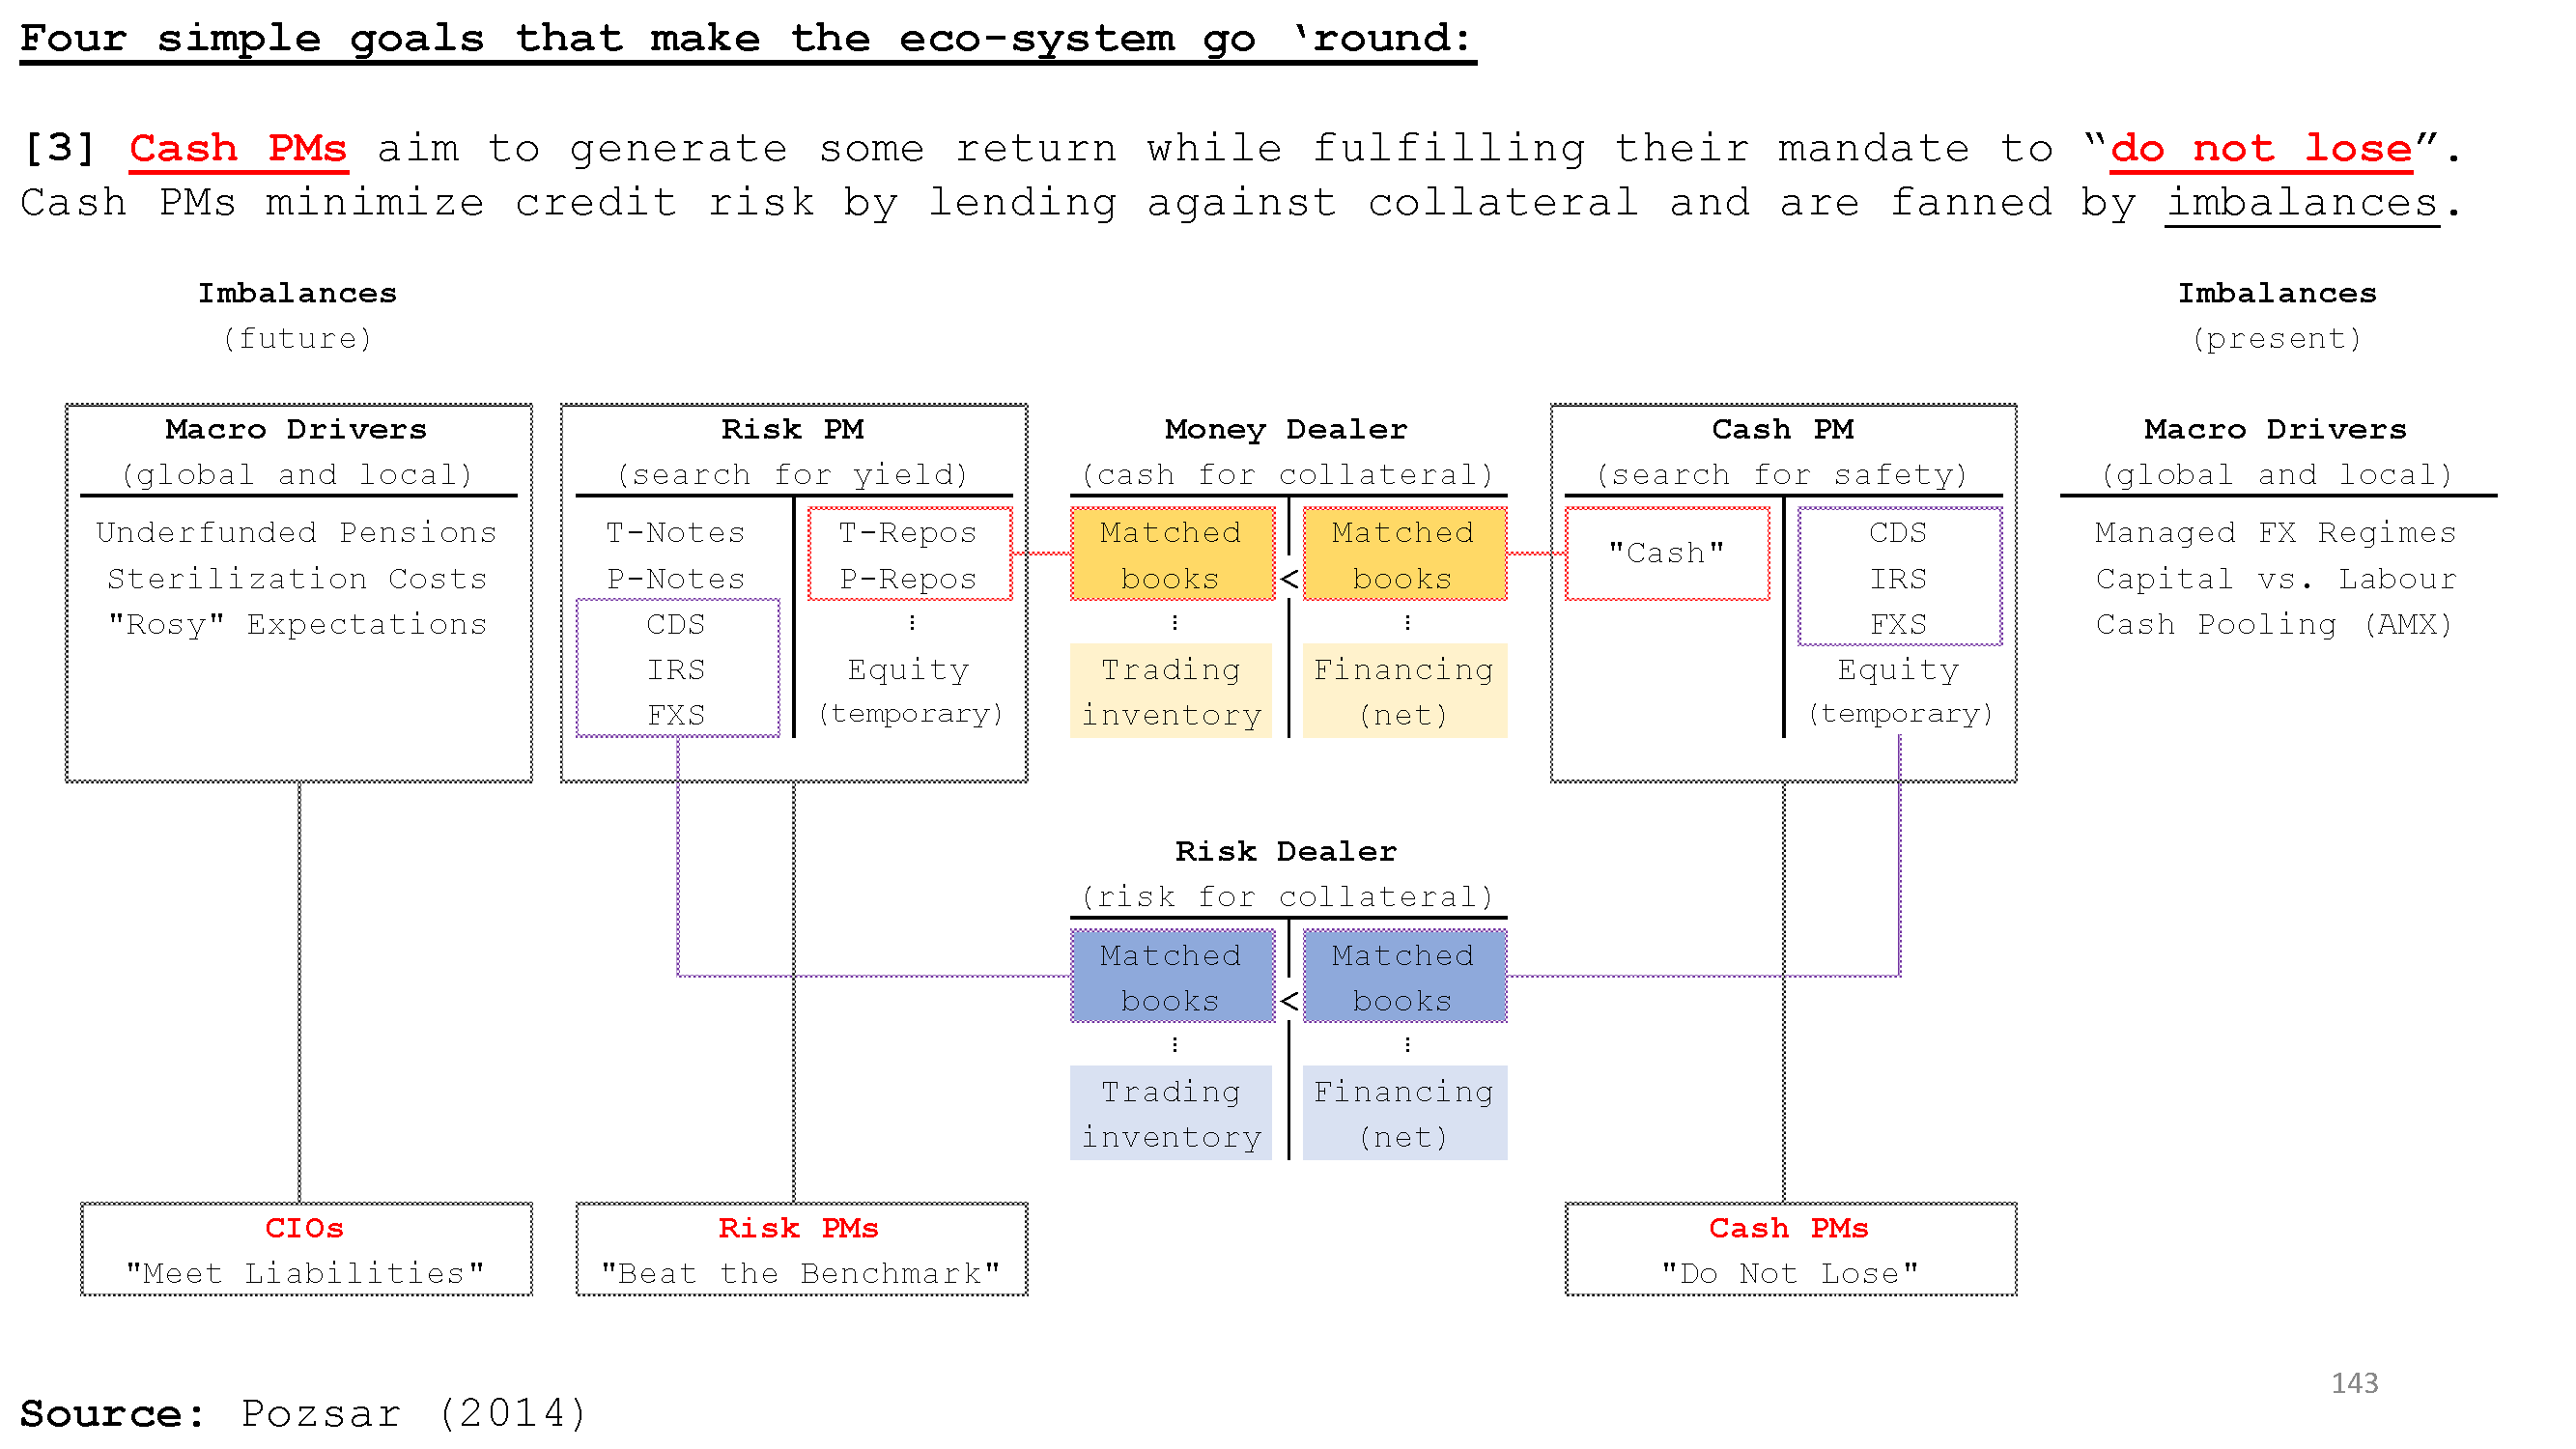 Four simple goals that make the eco-system go ‘round:
[3] Cash PMs aim to generate some return while fulfilling their mandate to “do not lose”.
Cash PMs minimize credit risk by lending against collateral and are fanned by imbalances.
Imbalances
(future)
Imbalances
(present)
Macro Drivers
(global and local)
Underfunded Pensions
Sterilization Costs
"Rosy" Expectations
Risk PM
(search for yield)
T-Notes
P-Notes
CDS
IRS
FXS
T-Repos
P-Repos
⋮
Equity
(temporary)
Money Dealer
(cash for collateral)
Matched
books
<
Matched
books
⋮
⋮
Trading
inventory
Financing
(net)
Cash PM
(search for safety)
"Cash"
CDS
IRS
FXS
Equity
(temporary)
Macro Drivers
(global and local)
Managed FX Regimes
Capital vs. Labour
Cash Pooling (AMX)
Risk Dealer
(risk for collateral)
Matched
books
<
Matched
books
⋮
⋮
Trading
inventory
Financing
(net)
CIOs
"Meet Liabilities"
Risk PMs
"Beat the Benchmark"
Cash PMs
"Do Not Lose"
143
Source: Pozsar (2014)